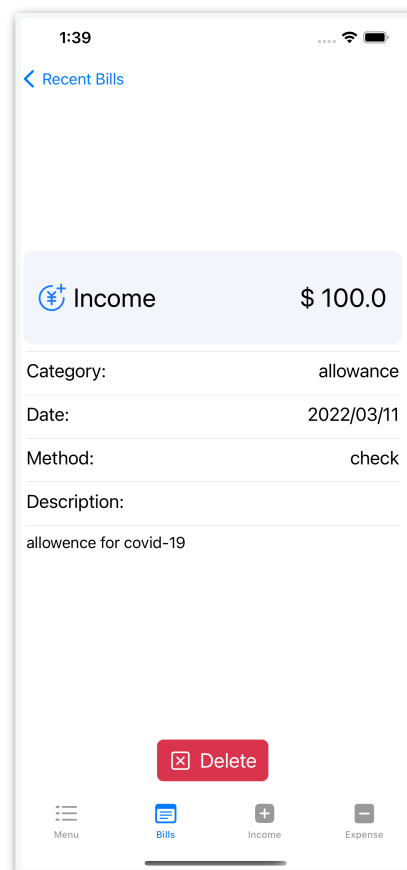 1:39
Recent Bills
¥+ Income $ 100.0
Category: allowance
Date: 2022/03/11
Method: check
Description:
allowence for covid-19
Delete
Menu Bills Income Expense